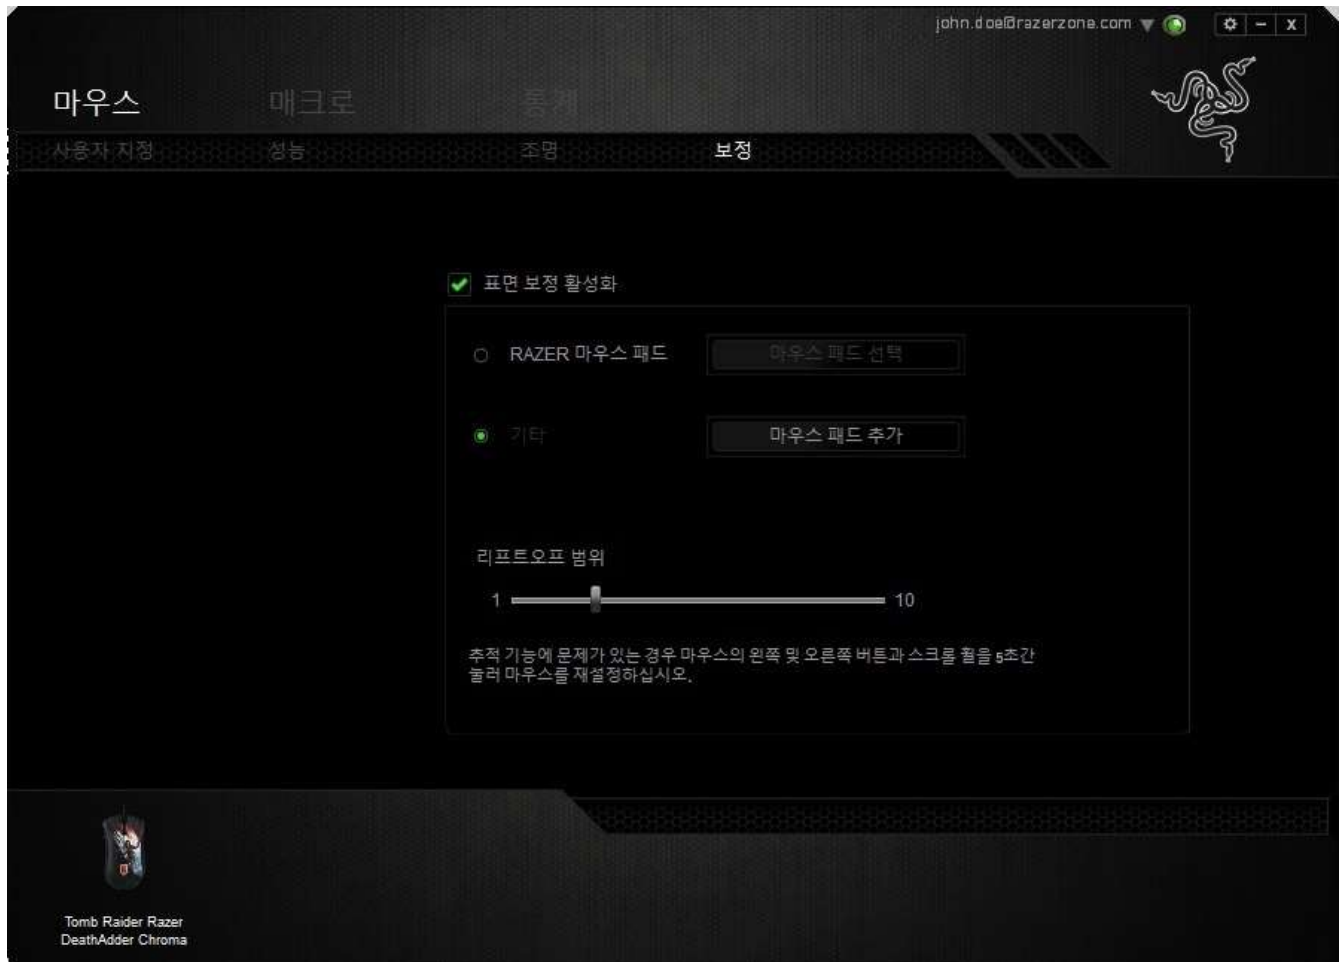 john.doe@razerzone.com
X
마우스
매크로
통계
사용자 지정
성능
조명
보정
표면 보정 활성화
RAZER 마우스 패드
마우스 패드 선택
기타
마우스 패드 추가
리프트오프 범위
1
10
추적 기능에 문제가 있는 경우 마우스의 왼쪽 및 오른쪽 버튼과 스크롤 휠을 5초간
눌러 마우스를 재설정하십시오.
Tomb Raider Razer
DeathAdder Chroma